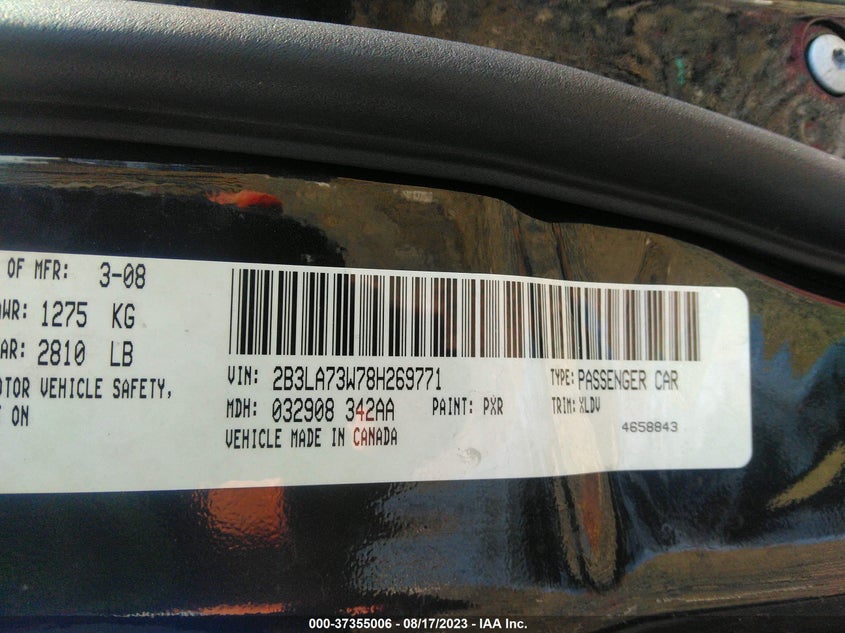 OF MFR: 3-08
WR: 1275 KG
AR: 2810 LB
OTOR VEHICLE SAFETY,
T ON
VIN: 2B3LA73W78H269771 TYPE: PASSENGER CAR
MDH: 032908 342AA PAINT: PXR TRIM: XLDV
VEHICLE MADE IN CANADA 4658843
000-37355006 - 08/17/2023 - IAA Inc.